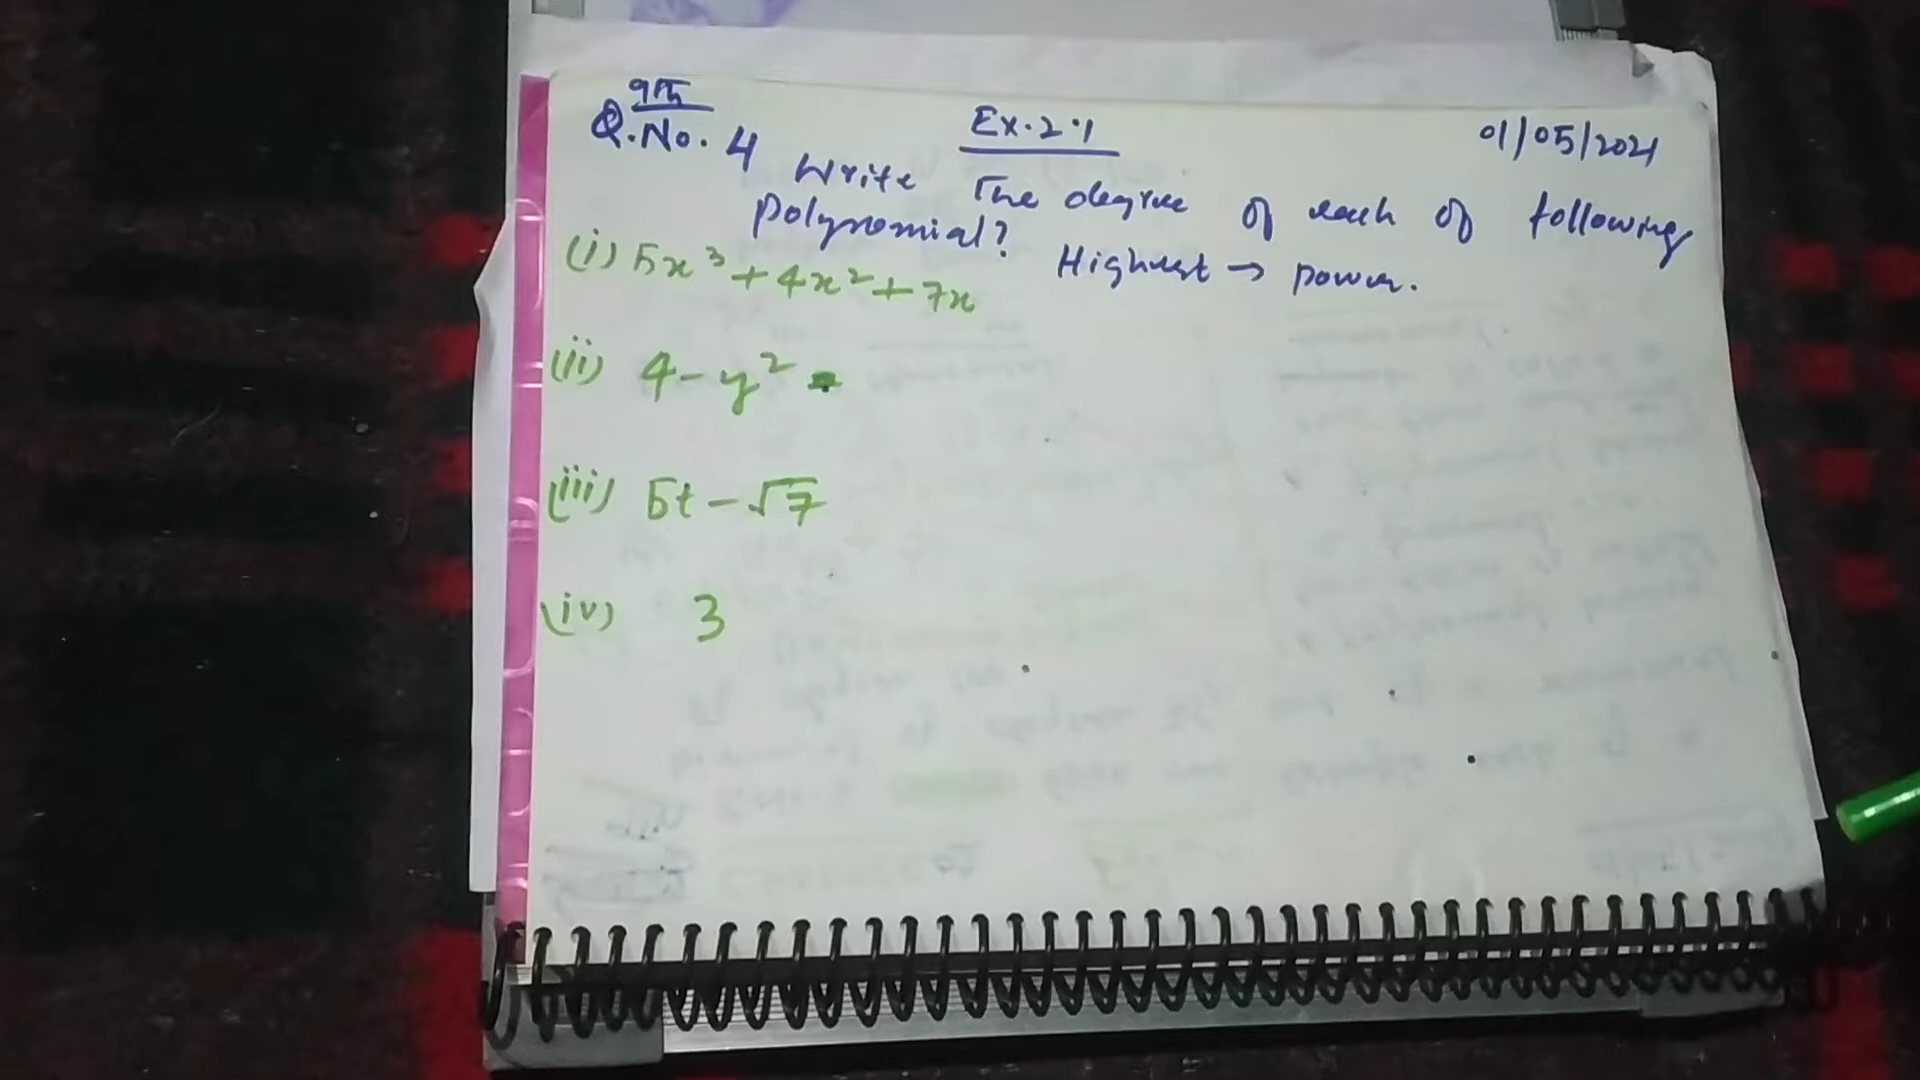 9th
Ex. 2.1
01/05/2021
Q.No. 4 Write The degree of each of following
polynomial? Highest → power.
(i) 5x³ + 4x² + 7x
(ii) 4 - y²
(iii) 5t - √7
(iv) 3